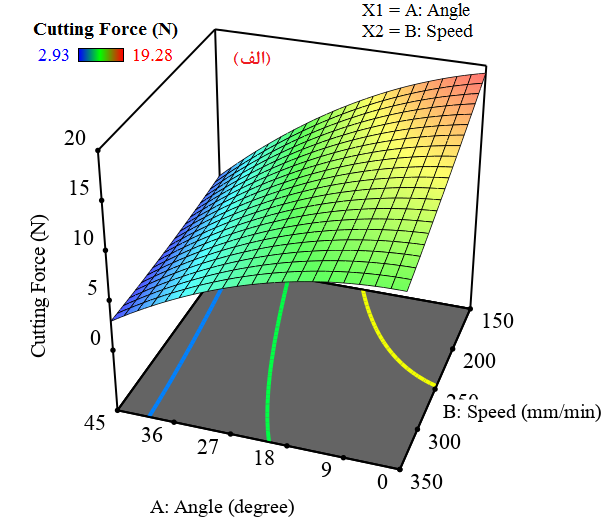 X1 = A: Angle
X2 = B: Speed
Cutting Force (N)
2.93 19.28
(الف)
20
15
10
5
0
Cutting Force (N)
45
36
27
18
9
0
A: Angle (degree)
150
200
250
300
350
B: Speed (mm/min)